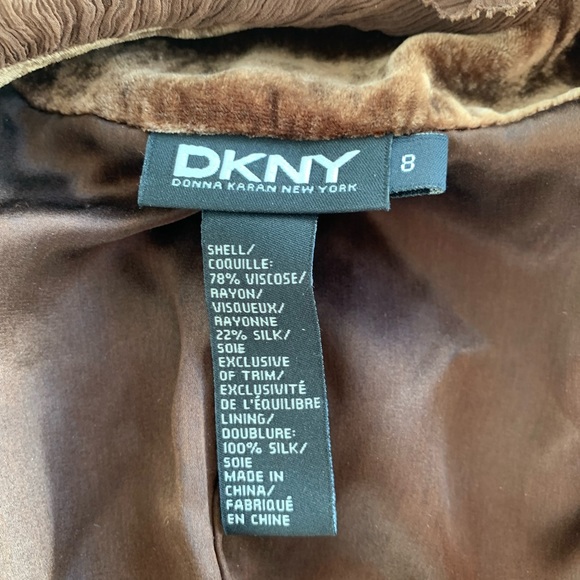 DKNY
DONNA KARAN NEW YORK
8
SHELL/
COQUILLE:
78% VISCOSE/
RAYON/
VISQUEUX/
RAYONNE
22% SILK/
SOIE
EXCLUSIVE
OF TRIM/
EXCLUSIVITÉ
DE L'ÉQUILIBRE
LINING/
DOUBLURE:
100% SILK/
SOIE
MADE IN
CHINA/
FABRIQUÉ
EN CHINE